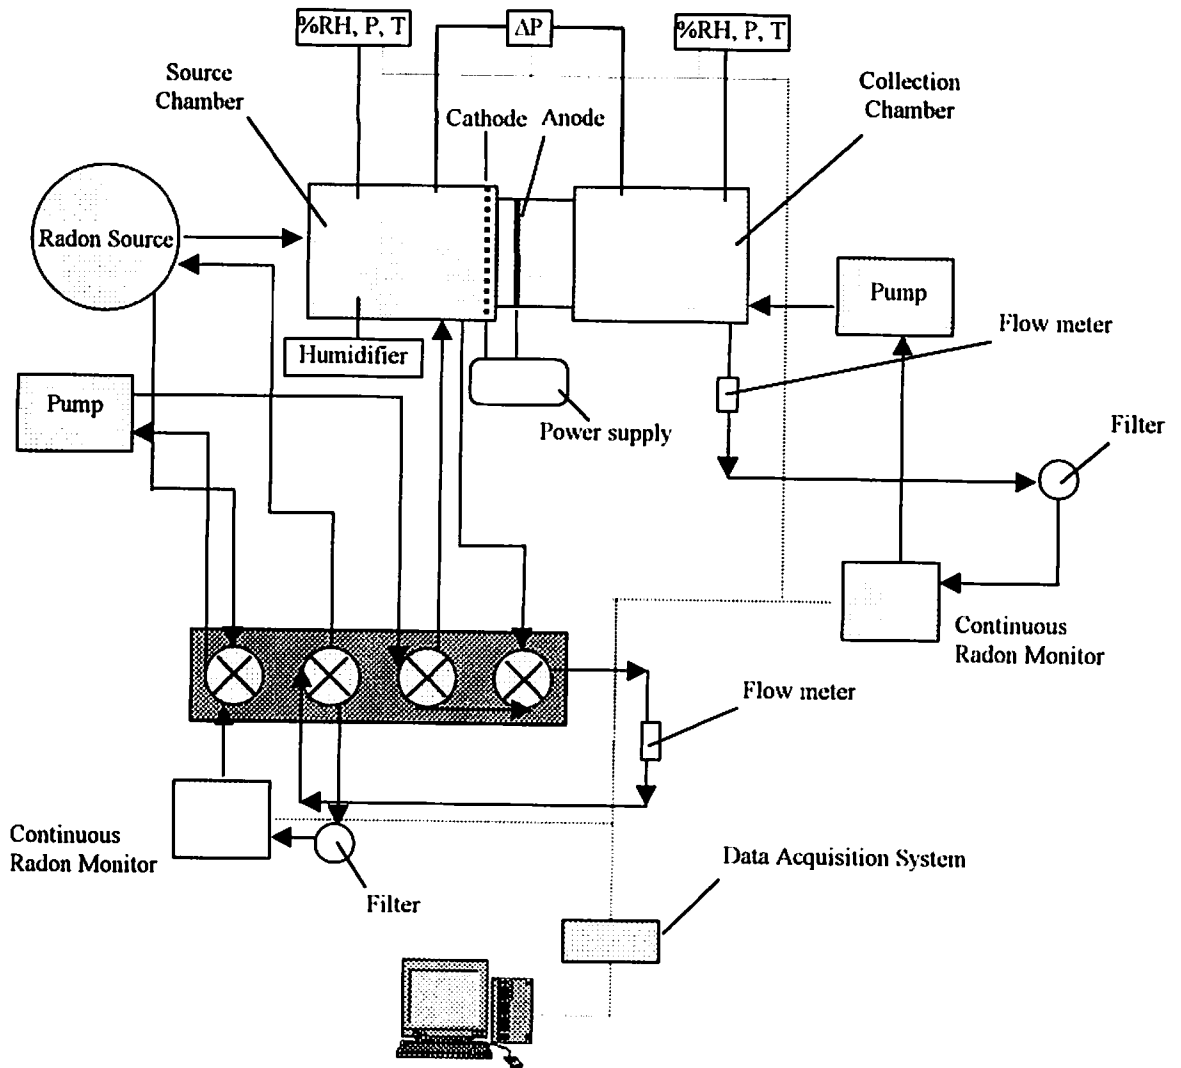 %RH, P, T
ΔP
%RH, P, T
Source
Chamber
Collection
Chamber
Cathode
Anode
Radon Source
Pump
Flow meter
Humidifier
Pump
Power supply
Filter
Continuous
Radon Monitor
Flow meter
Continuous
Radon Monitor
Data Acquisition System
Filter